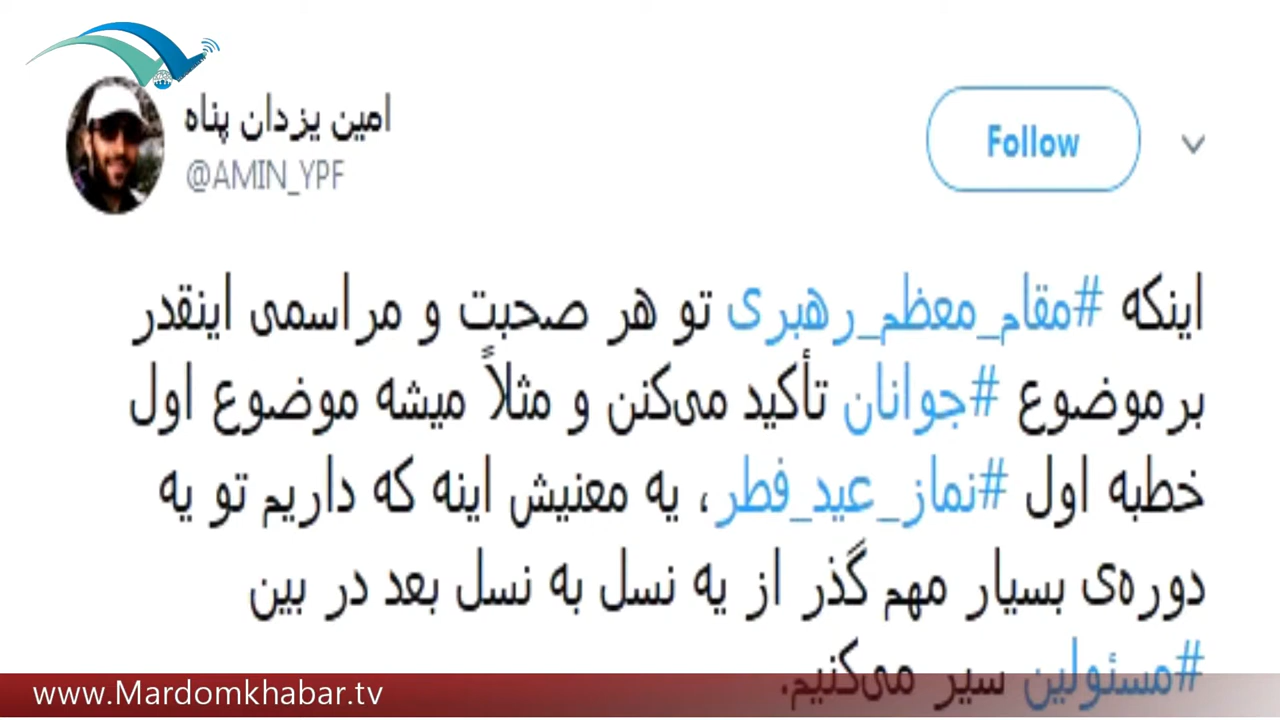 امین یزدان پناه
@AMIN_YPF
Follow
اینکه #مقام_معظم_رهبری تو هر صحبت و مراسمی اینقدر
برموضوع #جوانان تأکید می‌کنن و مثلاً میشه موضوع اول
خطبه اول #نماز_عید_فطر، یه معنیش اینه که داریم تو یه
دوره‌ی بسیار مهم گذر از یه نسل به نسل بعد در بین
#مسئولین سیر می‌کنیم.
www.Mardomkhabar.tv